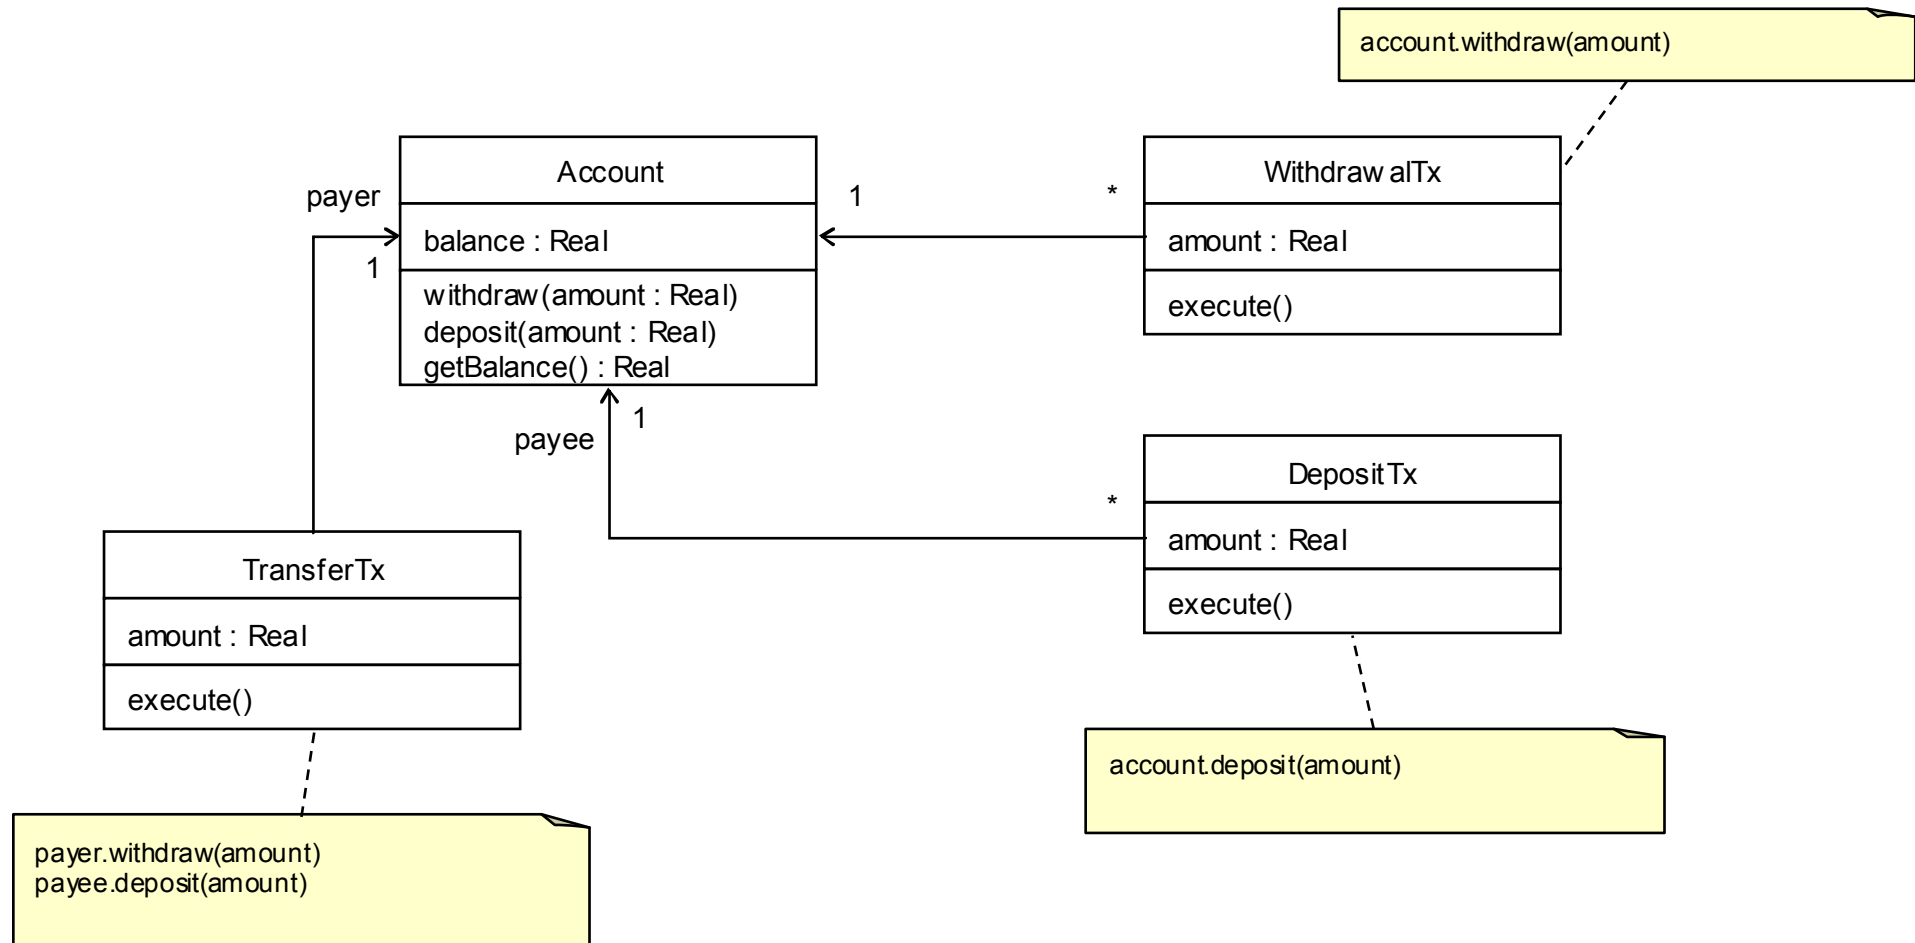 account.withdraw(amount)
Account
balance : Real
withdraw(amount : Real)
deposit(amount : Real)
getBalance() : Real
payer
1
1
*
WithdrawalTx
amount : Real
execute()
payee
1
*
DepositTx
amount : Real
execute()
TransferTx
amount : Real
execute()
account.deposit(amount)
payer.withdraw(amount)
payee.deposit(amount)